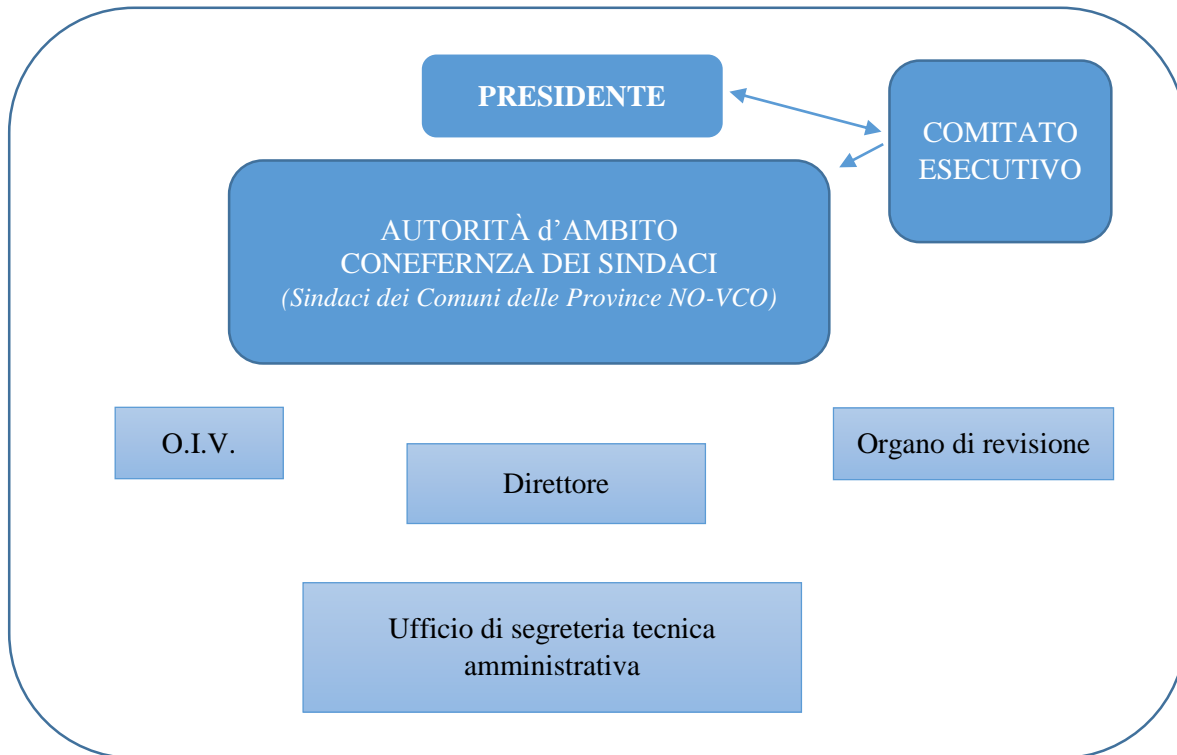 PRESIDENTE
COMITATO
ESECUTIVO
AUTORITÀ d’AMBITO
CONEFERNZA DEI SINDACI
(Sindaci dei Comuni delle Province NO-VCO)
O.I.V.
Organo di revisione
Direttore
Ufficio di segreteria tecnica
amministrativa